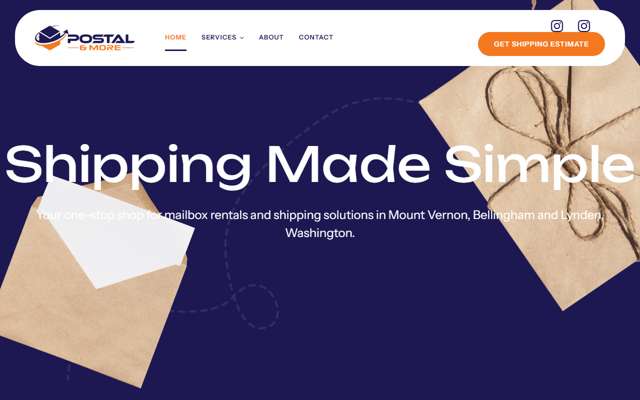 POSTAL
& MORE
HOME
SERVICES
ABOUT
CONTACT
GET SHIPPING ESTIMATE
Shipping Made Simple
Your one-stop shop for mailbox rentals and shipping solutions in Mount Vernon, Bellingham and Lynden,
Washington.